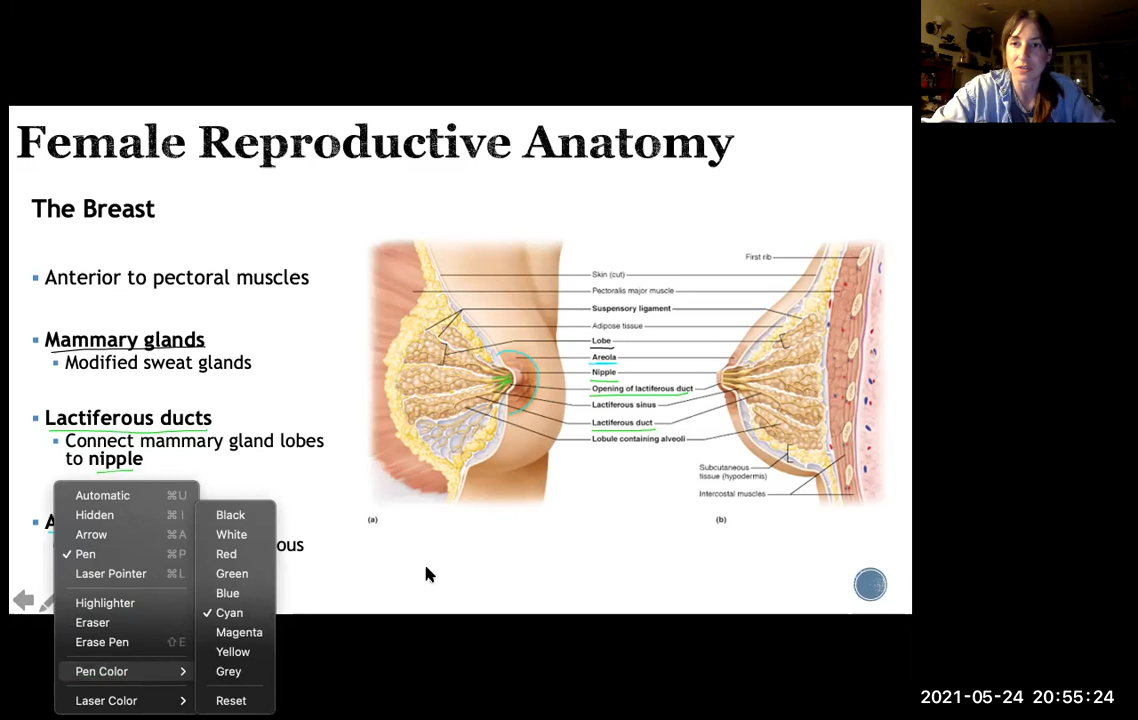 Female Reproductive Anatomy
The Breast
Anterior to pectoral muscles
Mammary glands
Modified sweat glands
Lactiferous ducts
Connect mammary gland lobes
to nipple
A
ous
First rib
Skin (cut)
Pectoralis major muscle
Suspensory ligament
Adipose tissue
Lobe
Areola
Nipple
Opening of lactiferous duct
Lactiferous sinus
Lactiferous duct
Lobule containing alveoli
Subcutaneous
tissue (hypodermis)
Intercostal muscles
(a)
(b)
Automatic ⌘U
Hidden ⌘I
Arrow ⌘A
✓ Pen ⌘P
Laser Pointer ⌘L
Highlighter
Eraser
Erase Pen ⇧E
Pen Color >
Laser Color >
Black
White
Red
Green
Blue
✓ Cyan
Magenta
Yellow
Grey
Reset
2021-05-24 20:55:24